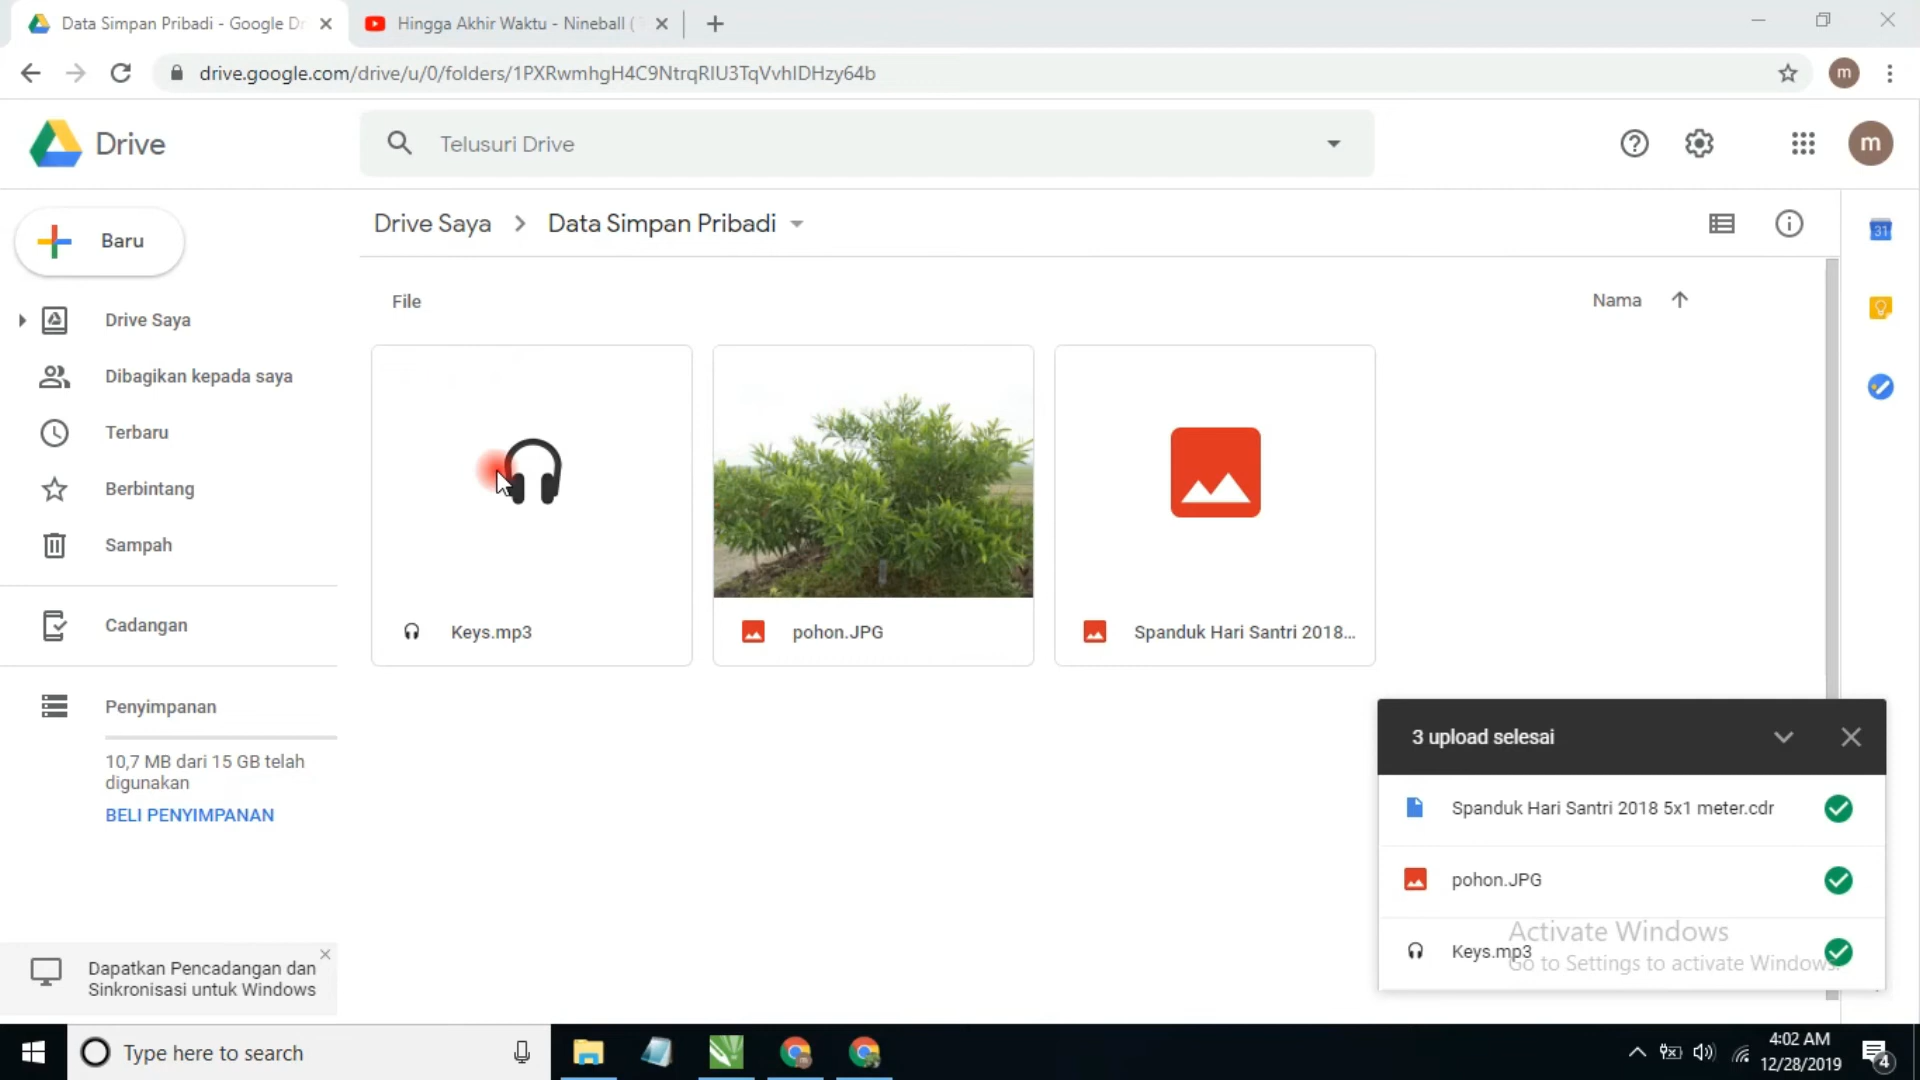 Data Simpan Pribadi - Google Dr
Hingga Akhir Waktu - Nineball (
drive.google.com/drive/u/0/folders/1PXRwmhgH4C9NtrqRIU3TqVvhIDHzy64b
m
Drive
Telusuri Drive
m
Baru
Drive Saya > Data Simpan Pribadi
31
File
Nama
Drive Saya
Dibagikan kepada saya
Terbaru
Berbintang
Sampah
Cadangan
Penyimpanan
10,7 MB dari 15 GB telah
digunakan
BELI PENYIMPANAN
Keys.mp3
pohon.JPG
Spanduk Hari Santri 2018...
3 upload selesai
Spanduk Hari Santri 2018 5x1 meter.cdr
pohon.JPG
Keys.mp3
Activate Windows
Go to Settings to activate Windows.
Dapatkan Pencadangan dan
Sinkronisasi untuk Windows
Type here to search
4:02 AM
12/28/2019
4